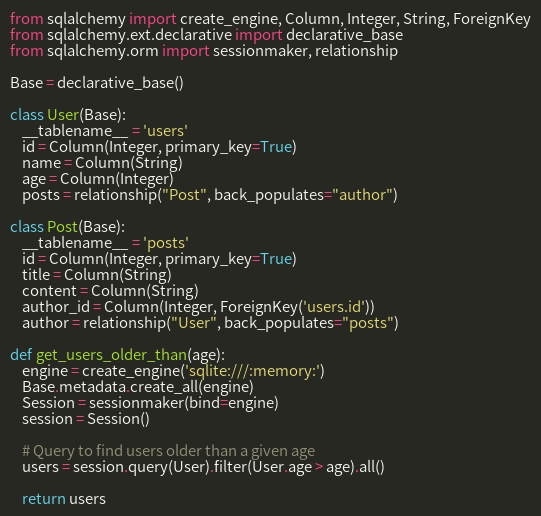 from sqlalchemy import create_engine, Column, Integer, String, ForeignKey
from sqlalchemy.ext.declarative import declarative_base
from sqlalchemy.orm import sessionmaker, relationship

Base = declarative_base()

class User(Base):
    __tablename__ = 'users'
    id = Column(Integer, primary_key=True)
    name = Column(String)
    age = Column(Integer)
    posts = relationship("Post", back_populates="author")

class Post(Base):
    __tablename__ = 'posts'
    id = Column(Integer, primary_key=True)
    title = Column(String)
    content = Column(String)
    author_id = Column(Integer, ForeignKey('users.id'))
    author = relationship("User", back_populates="posts")

def get_users_older_than(age):
    engine = create_engine('sqlite:///:memory:')
    Base.metadata.create_all(engine)
    Session = sessionmaker(bind=engine)
    session = Session()

    # Query to find users older than a given age
    users = session.query(User).filter(User.age > age).all()

    return users